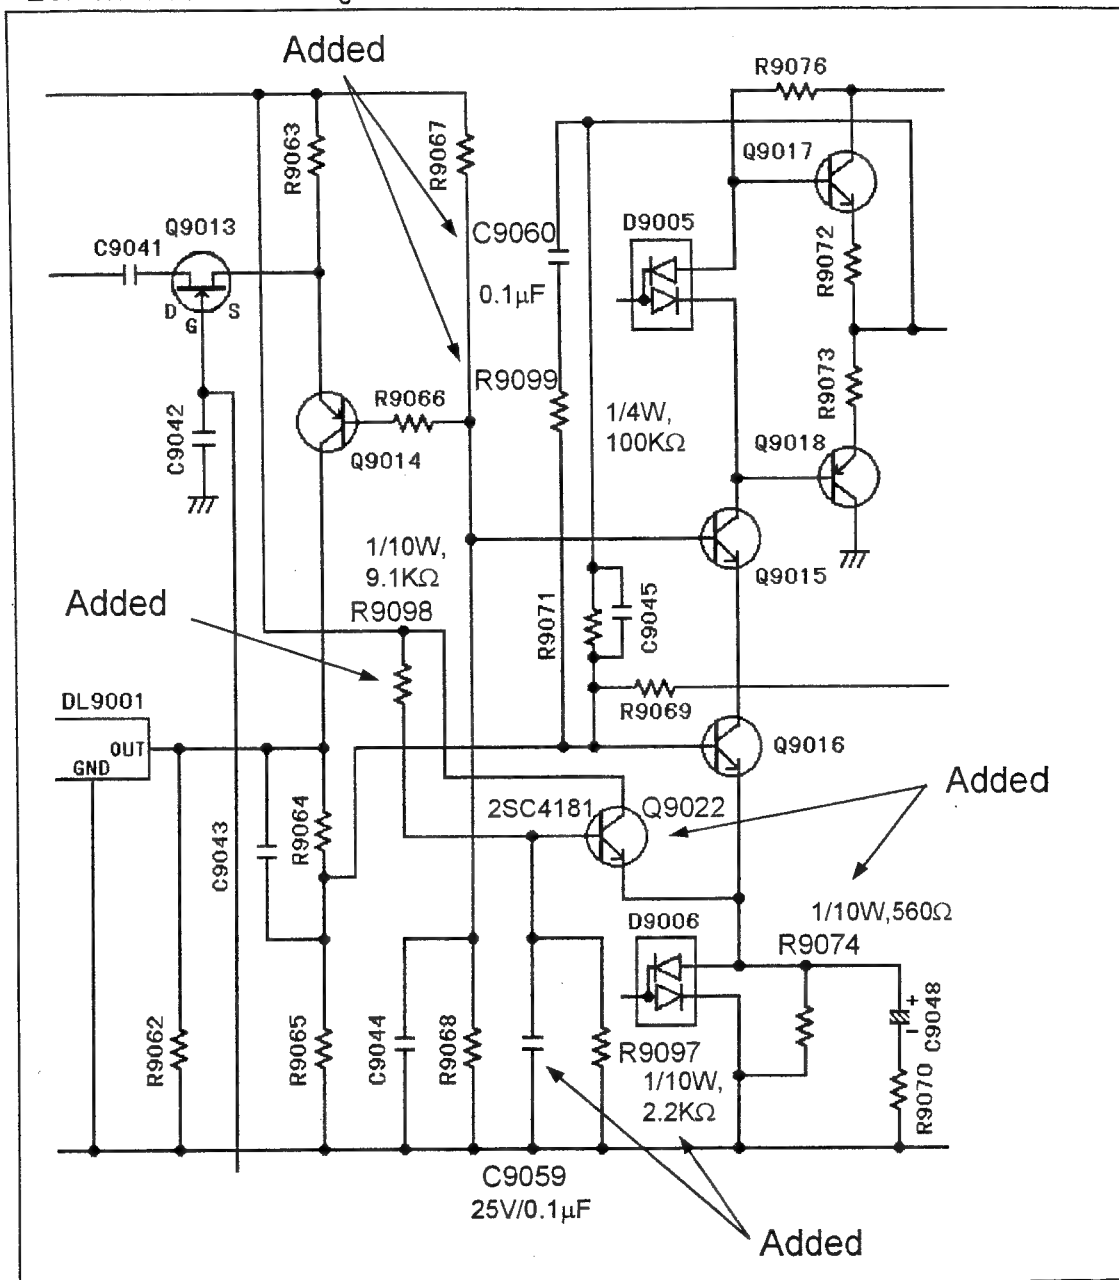 Added
R9076
R9063
R9067
Q9017
Q9013
C9041
C9060
D9005
R9072
0.1µF
D
G
S
R9073
R9099
R9066
1/4W,
100KΩ
C9042
Q9014
Q9018
1/10W,
9.1KΩ
Q9015
Added
R9098
R9071
C9045
DL9001
R9069
OUT
GND
Q9016
Added
2SC4181
Q9022
C9043
R9064
D9006
1/10W,560Ω
R9074
+
C9048
−
R9062
R9065
C9044
R9068
R9097
1/10W,
2.2KΩ
R9070
C9059
25V/0.1µF
Added